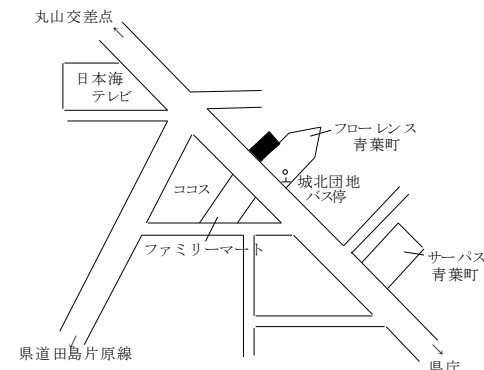 丸山交差点
日本海
テレビ
フローレンス
青葉町
城北団地
バス停
ココス
ファミリーマート
サーパス
青葉町
県道田島片原線
県庁